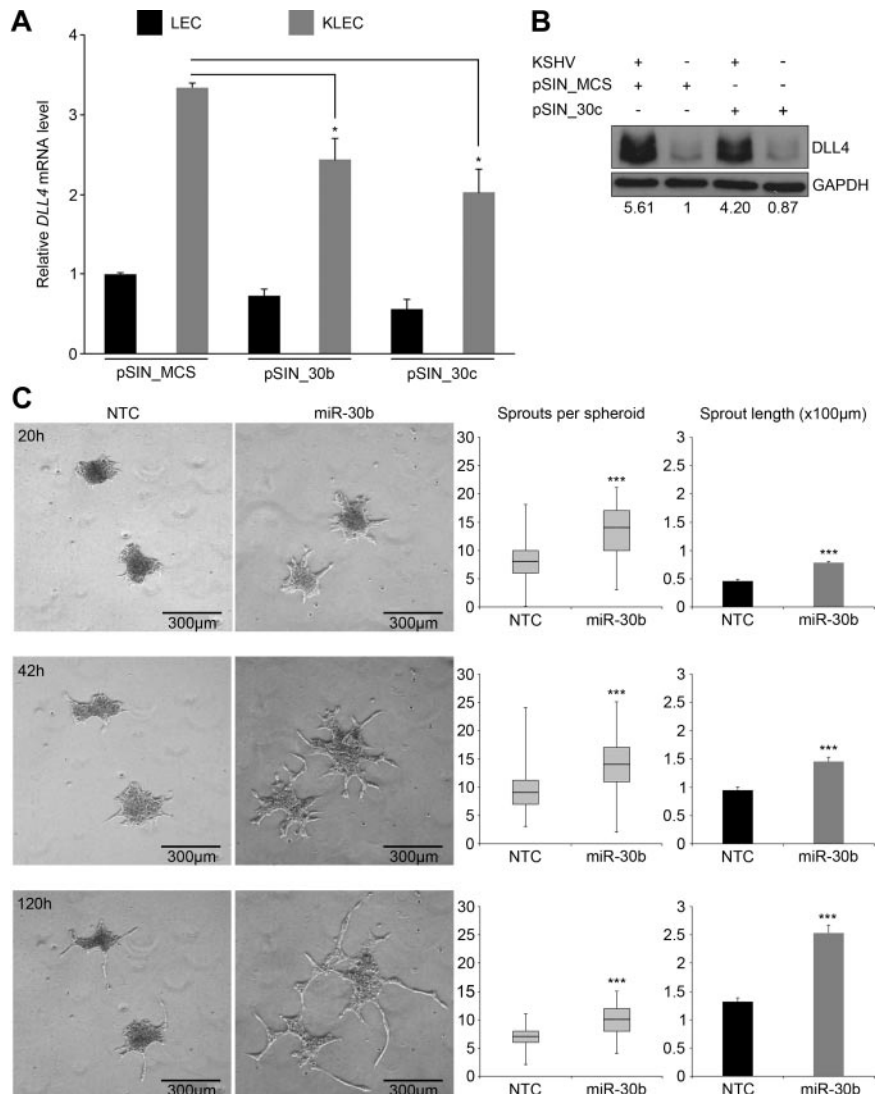 A
LEC
KLEC
Relative DLL4 mRNA level
4
3
2
1
0
*
*
pSIN_MCS
pSIN_30b
pSIN_30c
B
KSHV + - + -
pSIN_MCS + + - -
pSIN_30c - - + +
DLL4
GAPDH
5.61 1 4.20 0.87
C
NTC
miR-30b
Sprouts per spheroid
Sprout length (x100µm)
20h
300µm
300µm
30
25
20
15
10
5
0
***
NTC miR-30b
3
2.5
2
1.5
1
0.5
0
***
NTC miR-30b
42h
300µm
300µm
30
25
20
15
10
5
0
***
NTC miR-30b
3
2.5
2
1.5
1
0.5
0
***
NTC miR-30b
120h
300µm
300µm
30
25
20
15
10
5
0
***
NTC miR-30b
3
2.5
2
1.5
1
0.5
0
***
NTC miR-30b